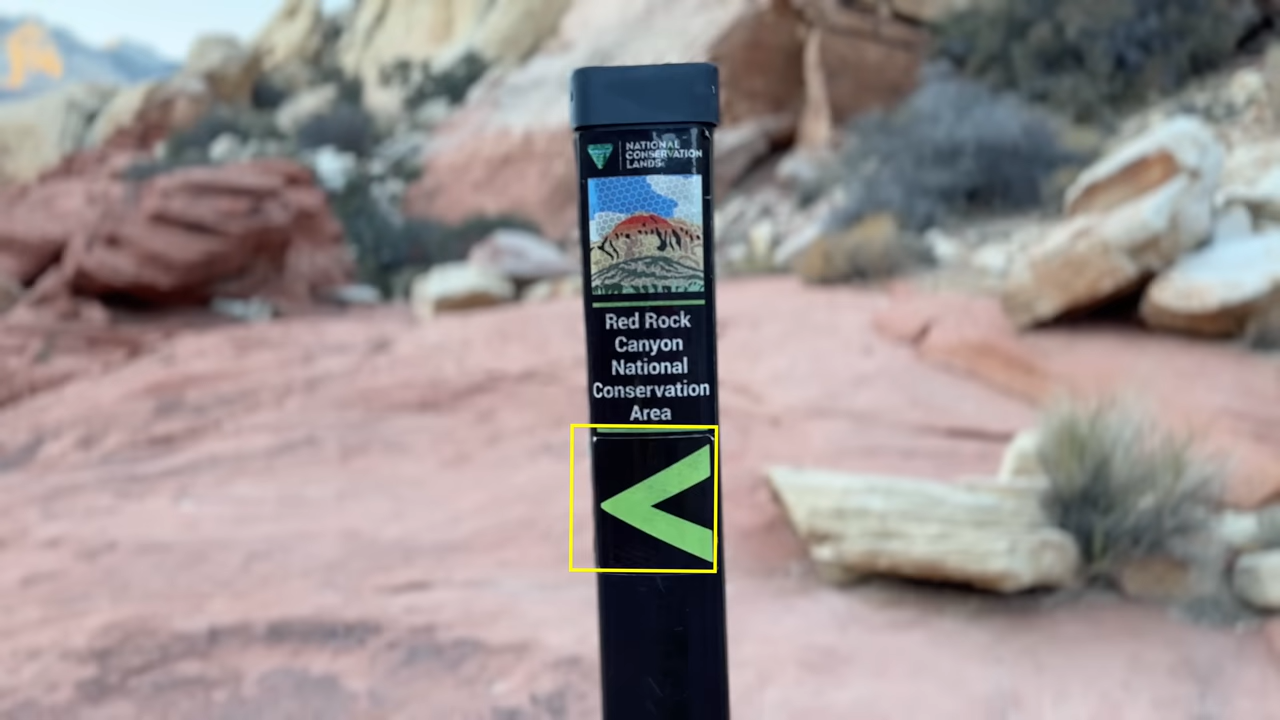 NATIONAL
CONSERVATION
LANDS
Red Rock
Canyon
National
Conservation
Area